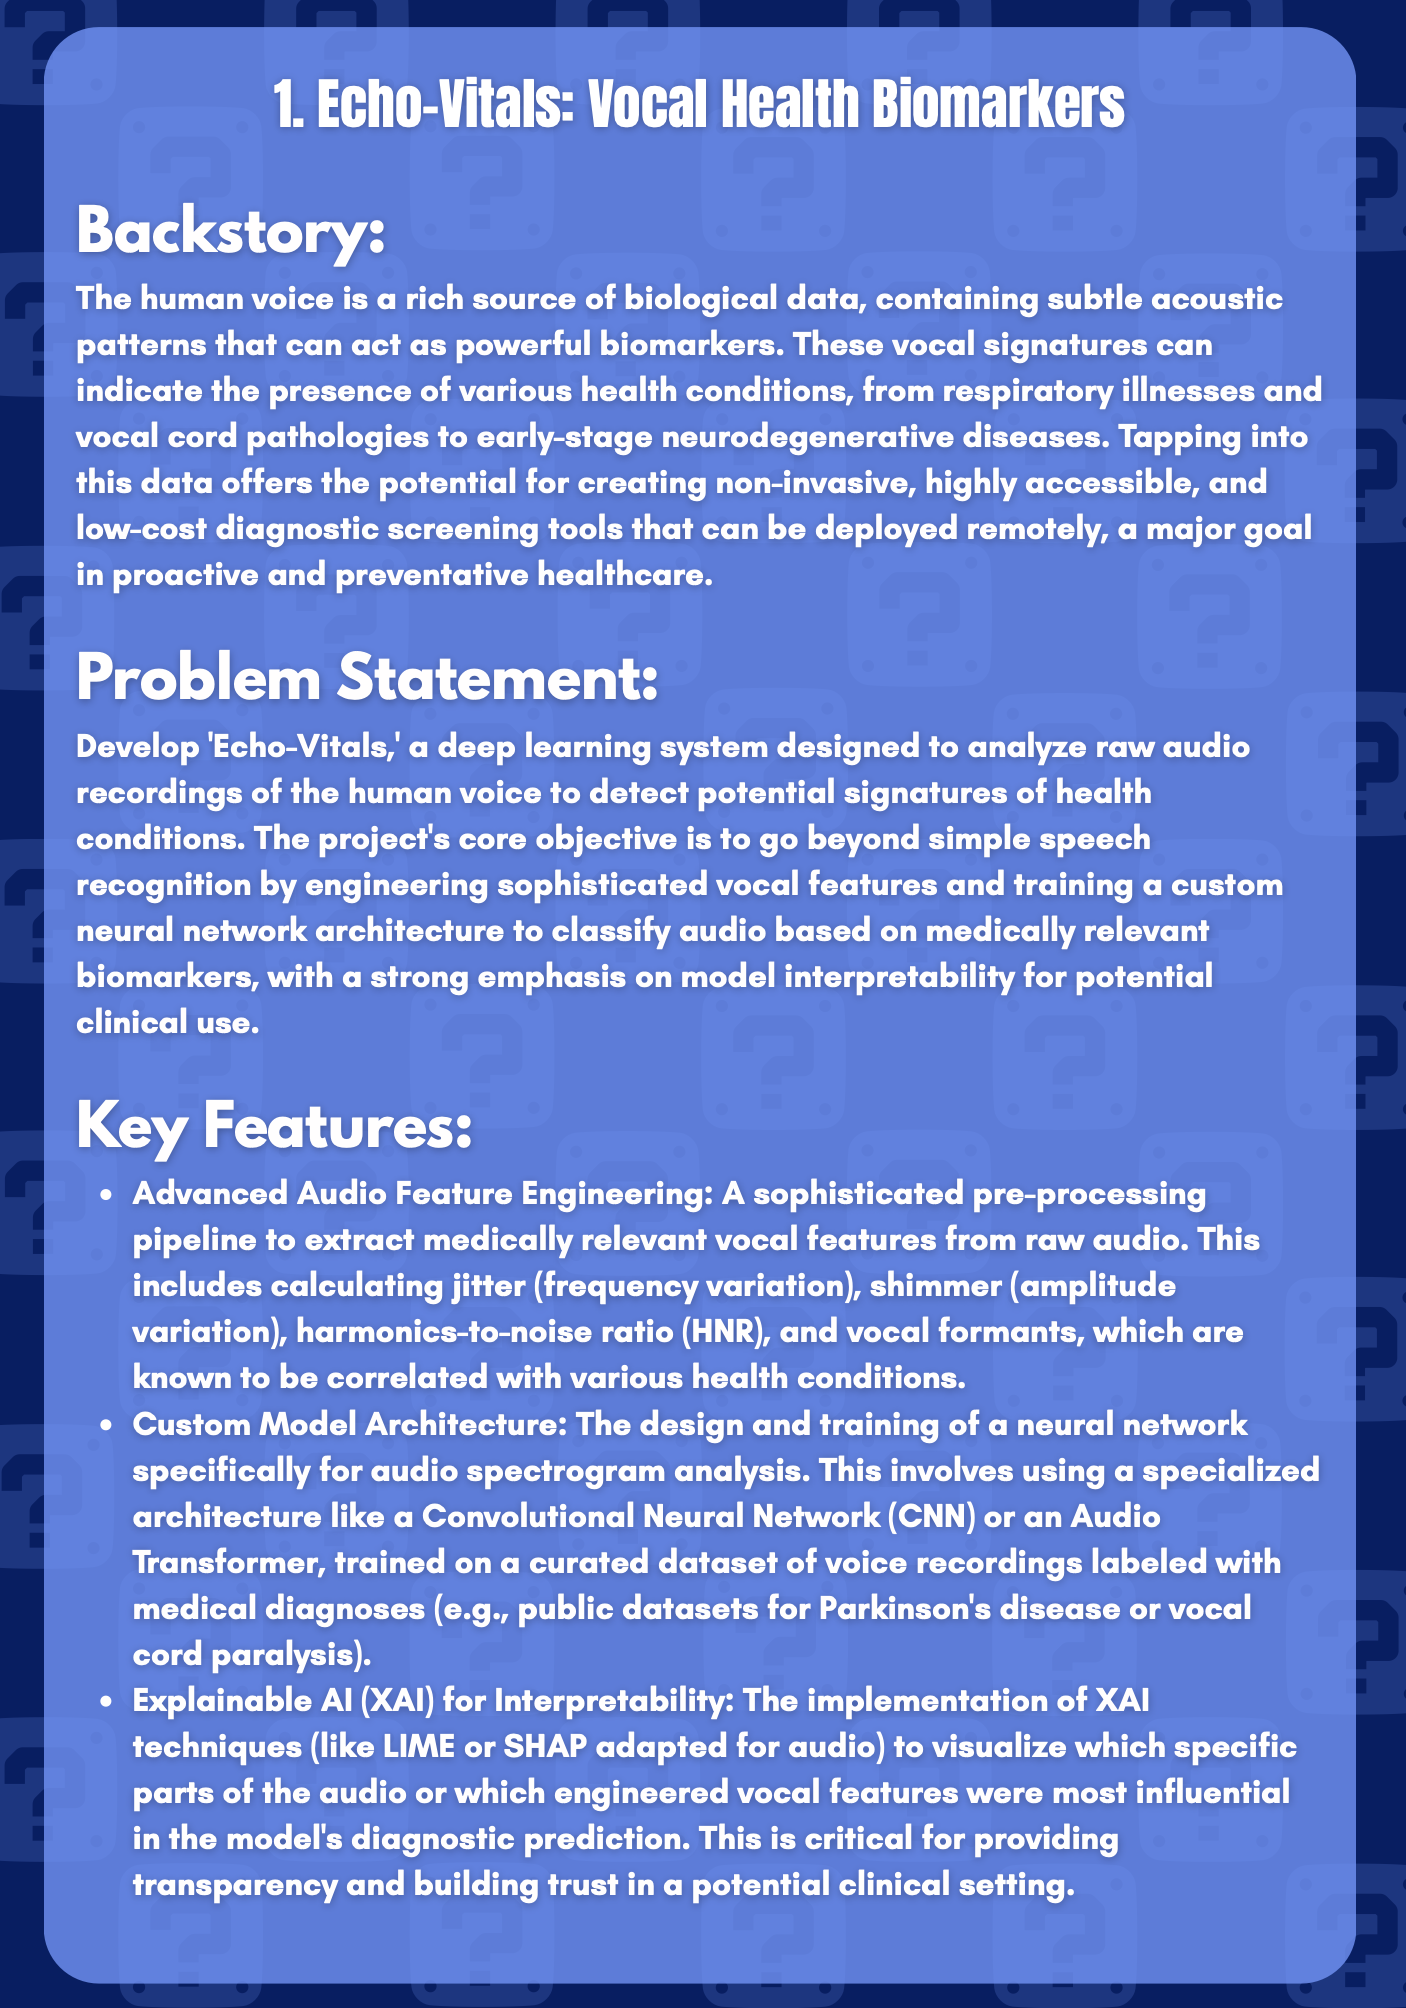 1. Echo-Vitals: Vocal Health Biomarkers
Backstory:
The human voice is a rich source of biological data, containing subtle acoustic
patterns that can act as powerful biomarkers. These vocal signatures can
indicate the presence of various health conditions, from respiratory illnesses and
vocal cord pathologies to early-stage neurodegenerative diseases. Tapping into
this data offers the potential for creating non-invasive, highly accessible, and
low-cost diagnostic screening tools that can be deployed remotely, a major goal
in proactive and preventative healthcare.
Problem Statement:
Develop 'Echo-Vitals,' a deep learning system designed to analyze raw audio
recordings of the human voice to detect potential signatures of health
conditions. The project's core objective is to go beyond simple speech
recognition by engineering sophisticated vocal features and training a custom
neural network architecture to classify audio based on medically relevant
biomarkers, with a strong emphasis on model interpretability for potential
clinical use.
Key Features:
• Advanced Audio Feature Engineering: A sophisticated pre-processing
pipeline to extract medically relevant vocal features from raw audio. This
includes calculating jitter (frequency variation), shimmer (amplitude
variation), harmonics-to-noise ratio (HNR), and vocal formants, which are
known to be correlated with various health conditions.
• Custom Model Architecture: The design and training of a neural network
specifically for audio spectrogram analysis. This involves using a specialized
architecture like a Convolutional Neural Network (CNN) or an Audio
Transformer, trained on a curated dataset of voice recordings labeled with
medical diagnoses (e.g., public datasets for Parkinson's disease or vocal
cord paralysis).
• Explainable AI (XAI) for Interpretability: The implementation of XAI
techniques (like LIME or SHAP adapted for audio) to visualize which specific
parts of the audio or which engineered vocal features were most influential
in the model's diagnostic prediction. This is critical for providing
transparency and building trust in a potential clinical setting.